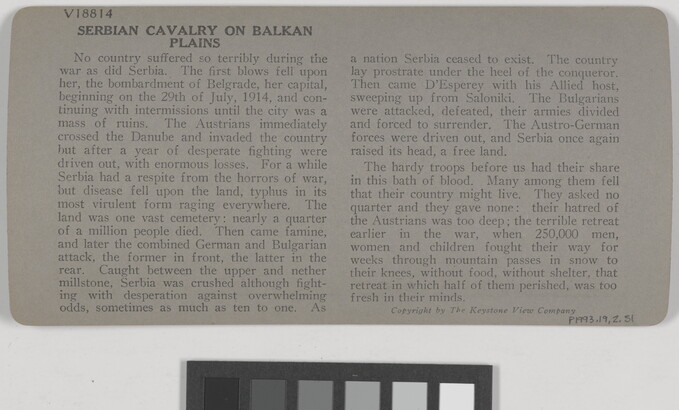 V18814
SERBIAN CAVALRY ON BALKAN
PLAINS
No country suffered so terribly during the
war as did Serbia. The first blows fell upon
her, the bombardment of Belgrade, her capital,
beginning on the 29th of July, 1914, and con-
tinuing with intermissions until the city was a
mass of ruins. The Austrians immediately
crossed the Danube and invaded the country
but after a year of desperate fighting were
driven out, with enormous losses. For a while
Serbia had a respite from the horrors of war,
but disease fell upon the land, typhus in its
most virulent form raging everywhere. The
land was one vast cemetery: nearly a quarter
of a million people died. Then came famine,
and later the combined German and Bulgarian
attack, the former in front, the latter in the
rear. Caught between the upper and nether
millstone, Serbia was crushed although fight-
ing with desperation against overwhelming
odds, sometimes as much as ten to one. As
a nation Serbia ceased to exist. The country
lay prostrate under the heel of the conqueror.
Then came D'Esperey with his Allied host,
sweeping up from Saloniki. The Bulgarians
were attacked, defeated, their armies divided
and forced to surrender. The Austro-German
forces were driven out, and Serbia once again
raised its head, a free land.
The hardy troops before us had their share
in this bath of blood. Many among them fell
that their country might live. They asked no
quarter and they gave none: their hatred of
the Austrians was too deep; the terrible retreat
earlier in the war, when 250,000 men,
women and children fought their way for
weeks through mountain passes in snow to
their knees, without food, without shelter, that
retreat in which half of them perished, was too
fresh in their minds.
Copyright by The Keystone View Company
P1993.19,2.51